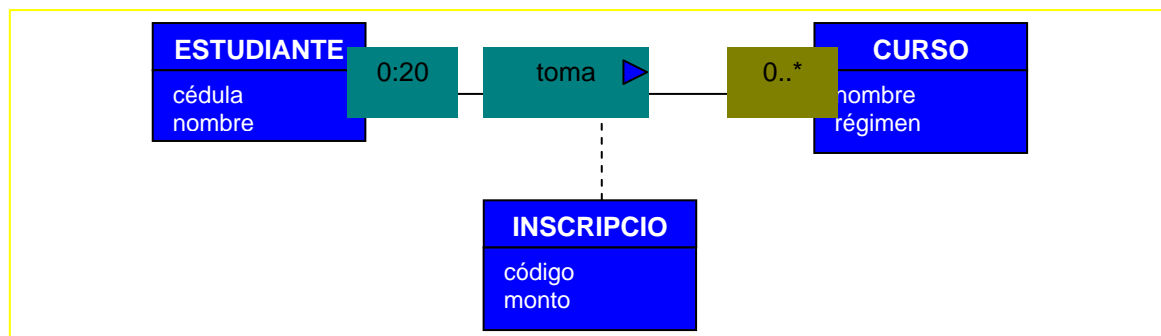 ESTUDIANTE
cédula
nombre
0:20
toma
0..*
CURSO
nombre
régimen
INSCRIPCIO
código
monto